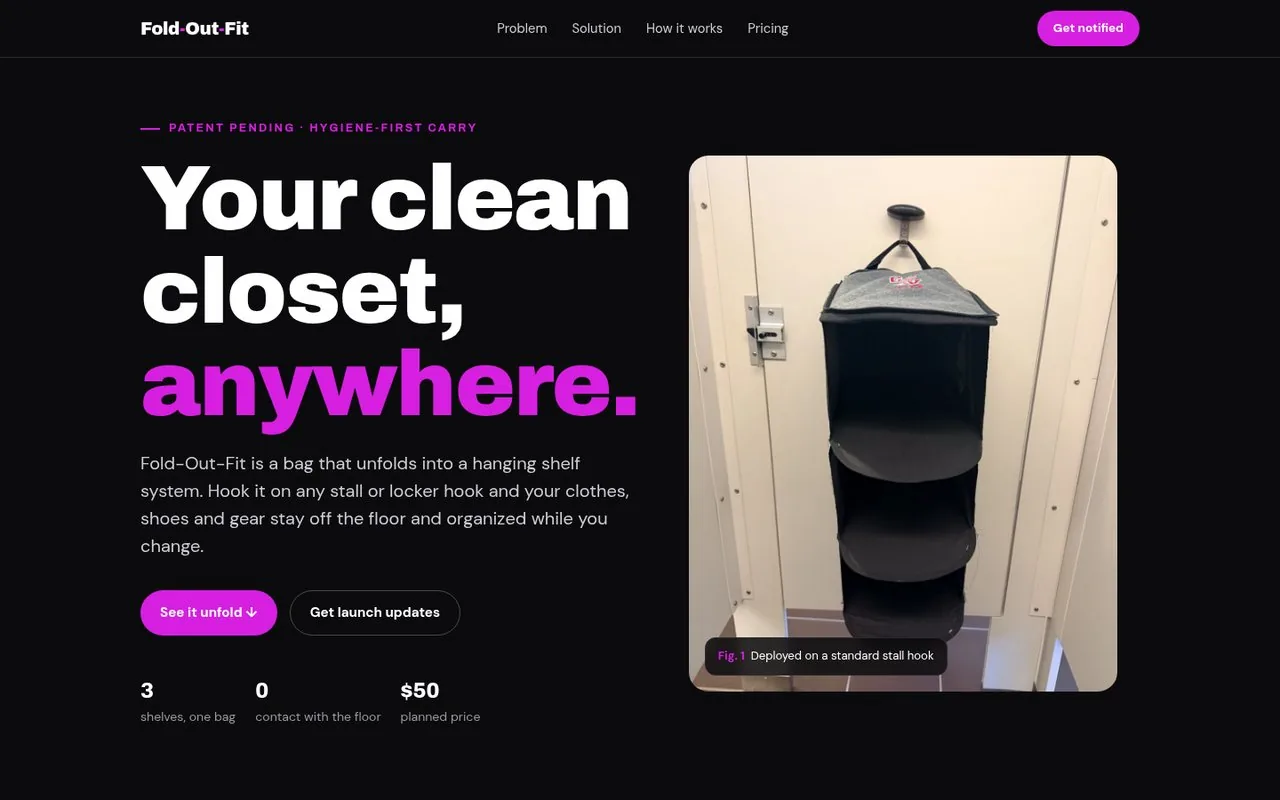 Fold-Out-Fit
Problem
Solution
How it works
Pricing
Get notified
PATENT PENDING · HYGIENE-FIRST CARRY
Your clean
closet,
anywhere.
Fold-Out-Fit is a bag that unfolds into a hanging shelf
system. Hook it on any stall or locker hook and your clothes,
shoes and gear stay off the floor and organized while you
change.
See it unfold ↓
Get launch updates
3
shelves, one bag
0
contact with the floor
$50
planned price
Fig. 1 Deployed on a standard stall hook